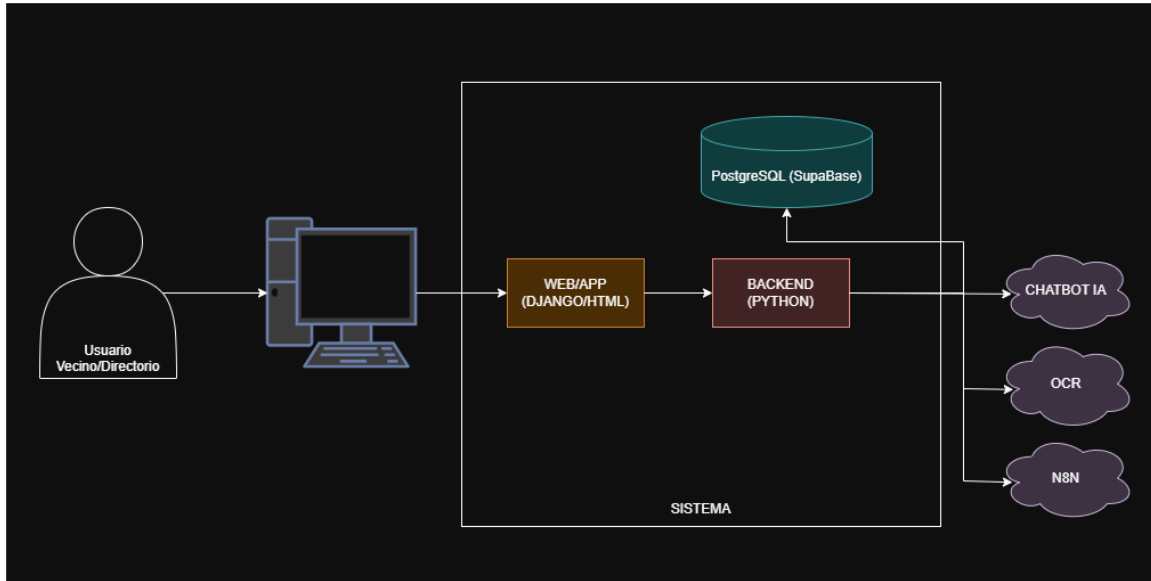 Usuario
Vecino/Directorio
WEB/APP
(DJANGO/HTML)
BACKEND
(PYTHON)
PostgreSQL (SupaBase)
SISTEMA
CHATBOT IA
OCR
N8N